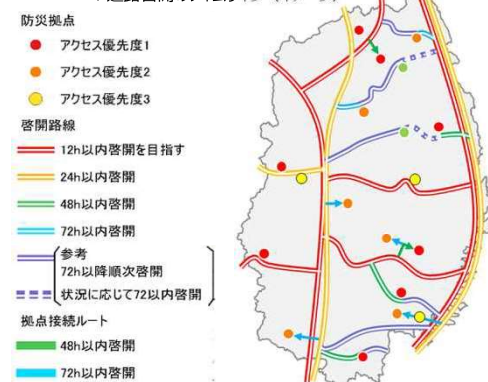 防災拠点
アクセス優先度1
アクセス優先度2
アクセス優先度3
啓開路線
12h以内啓開を目指す
24h以内啓開
48h以内啓開
72h以内啓開
参考
72h以降順次啓開
状況に応じて72以内啓開
拠点接続ルート
48h以内啓開
72h以内啓開